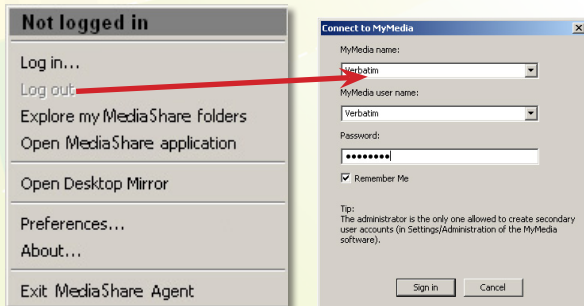 Not logged in
Log in...
Log out
Explore my MediaShare folders
Open MediaShare application
Open Desktop Mirror
Preferences...
About...
Exit MediaShare Agent
Connect to MyMedia
MyMedia name:
Verbatim
MyMedia user name:
Verbatim
Password:
••••••••
Remember Me
Tip:
The administrator is the only one allowed to create secondary
user accounts (in Settings/Administration of the MyMedia
software).
Sign in Cancel